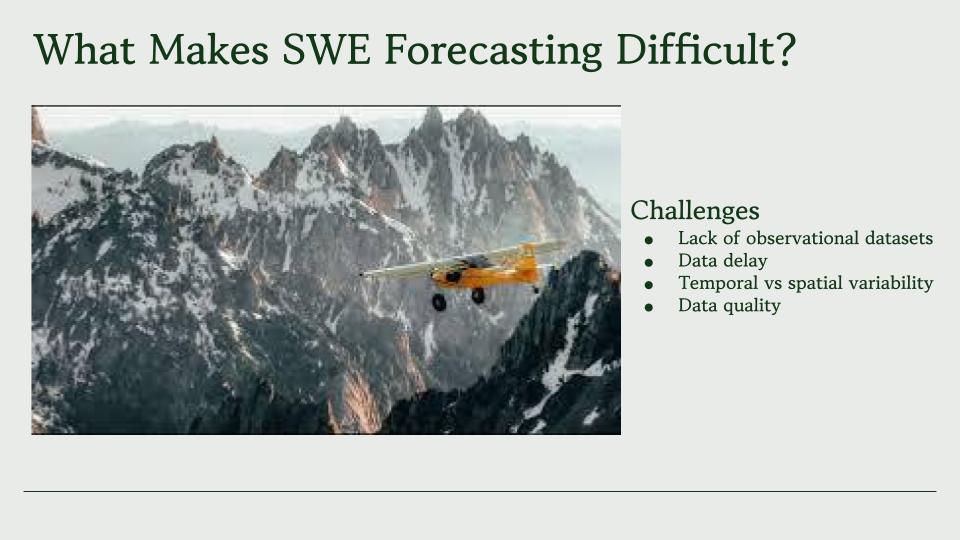 What Makes SWE Forecasting Difficult?
Challenges
● Lack of observational datasets
● Data delay
● Temporal vs spatial variability
● Data quality